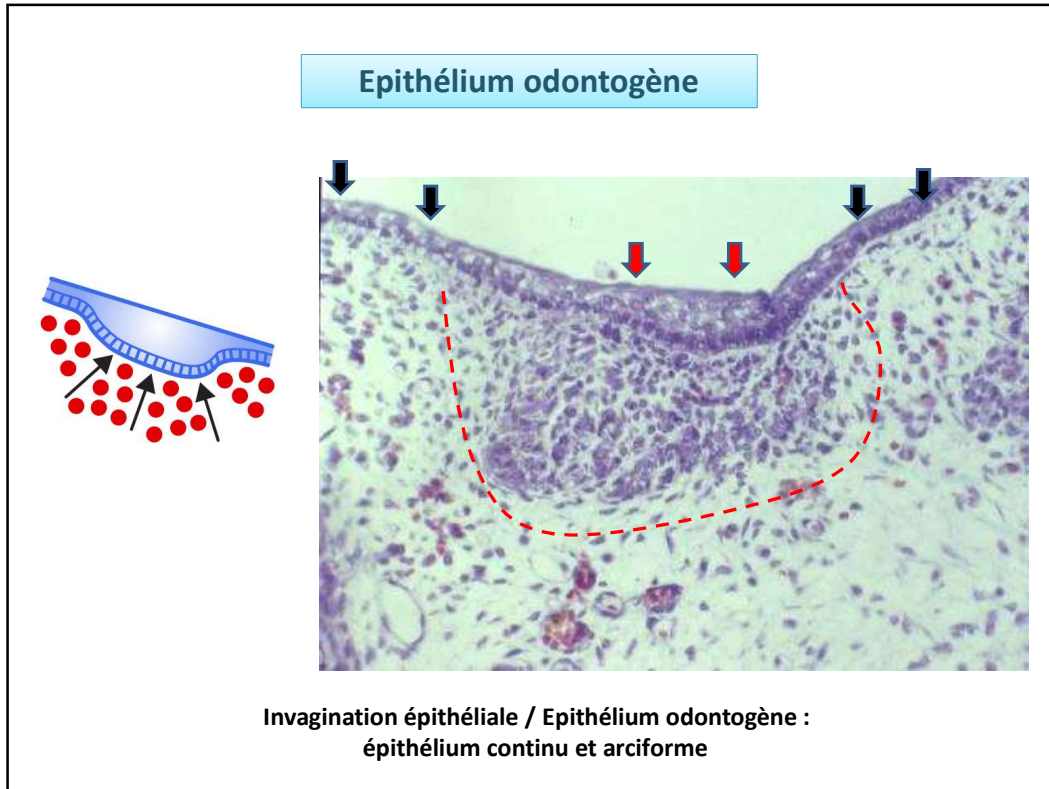 Epithélium odontogène
Invagination épithéliale / Epithélium odontogène :
épithélium continu et arciforme